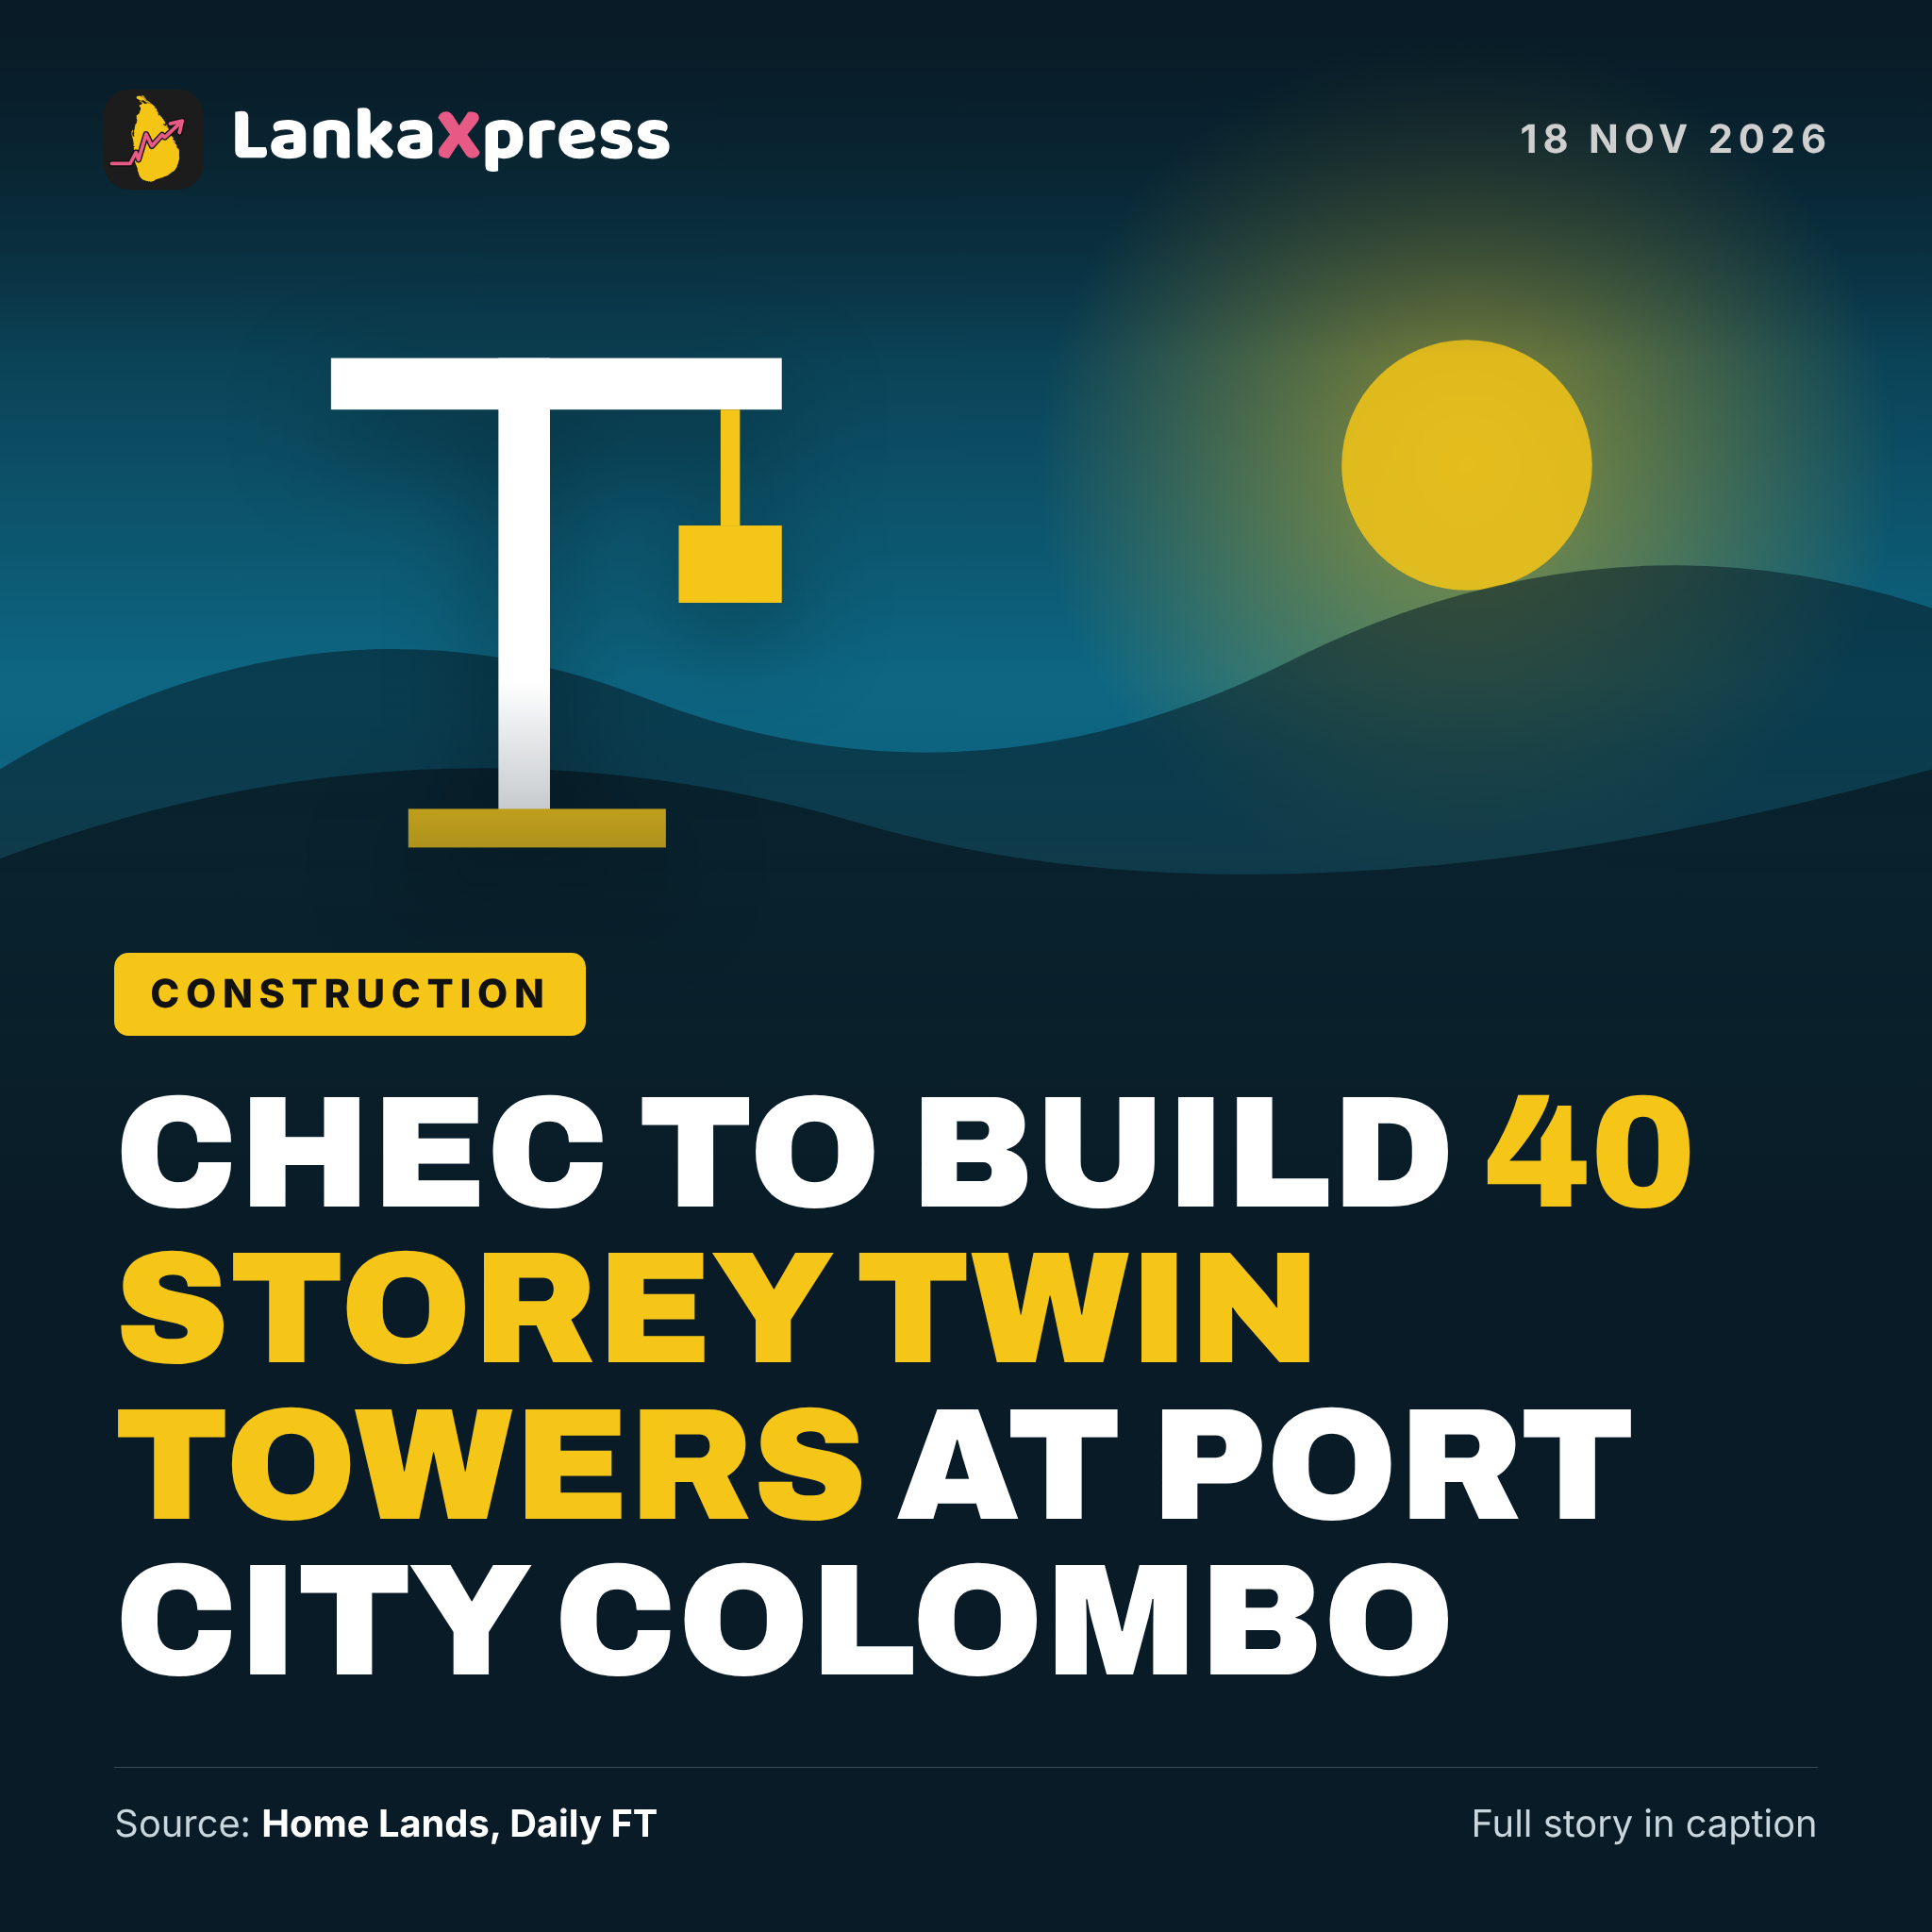 LankaXpress
18 NOV 2026
CONSTRUCTION
CHEC TO BUILD 40
STOREY TWIN
TOWERS AT PORT
CITY COLOMBO
Source: Home Lands, Daily FT
Full story in caption